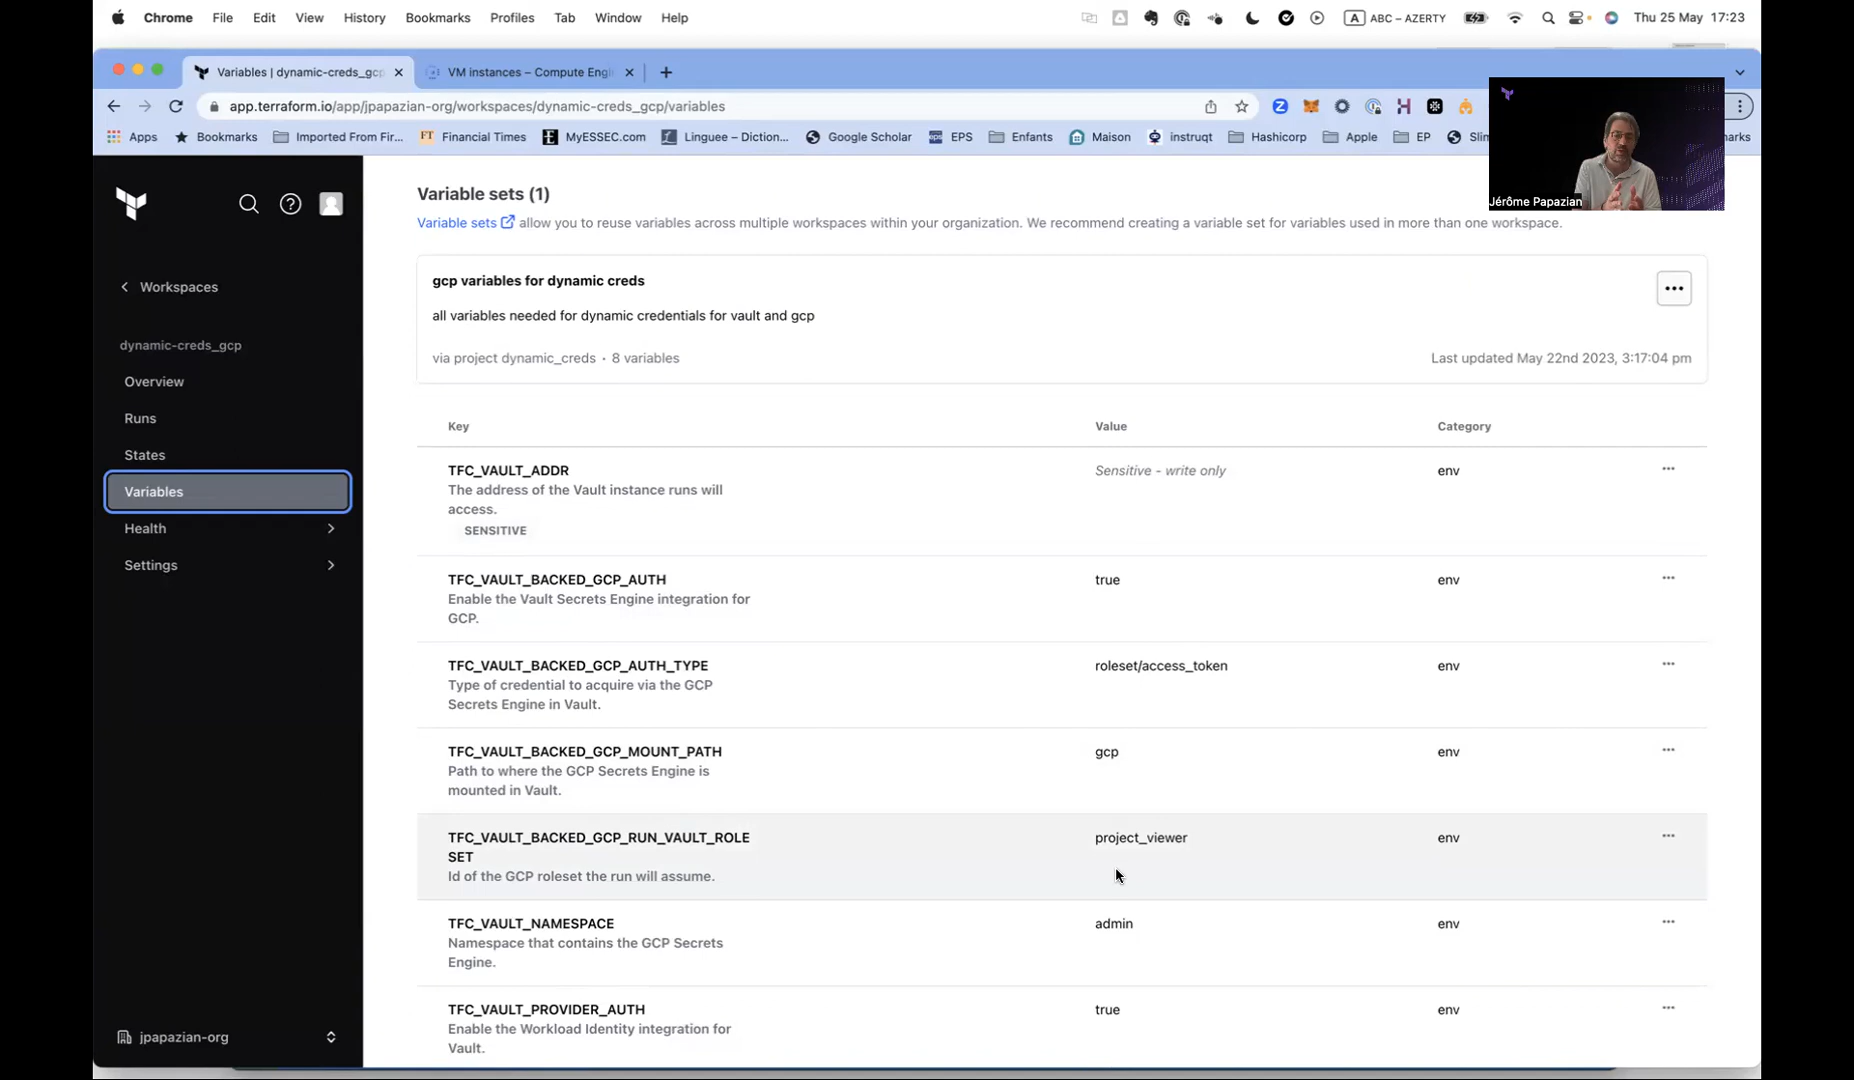 Chrome File Edit View History Bookmarks Profiles Tab Window Help
A ABC – AZERTY Thu 25 May 17:23
Variables | dynamic-creds_gcp
VM instances – Compute Engi
app.terraform.io/app/jpapazian-org/workspaces/dynamic-creds_gcp/variables
Apps Bookmarks Imported From Fir... FT Financial Times MyESSEC.com Linguee – Diction... Google Scholar EPS Enfants Maison instruqt Hashicorp Apple EP Slin
Jérôme Papazian
Workspaces
dynamic-creds_gcp
Overview
Runs
States
Variables
Health
Settings
jpapazian-org
Variable sets (1)
Variable sets allow you to reuse variables across multiple workspaces within your organization. We recommend creating a variable set for variables used in more than one workspace.
gcp variables for dynamic creds
all variables needed for dynamic credentials for vault and gcp
via project dynamic_creds · 8 variables
Last updated May 22nd 2023, 3:17:04 pm
Key Value Category
TFC_VAULT_ADDR Sensitive - write only env
The address of the Vault instance runs will
access.
SENSITIVE
TFC_VAULT_BACKED_GCP_AUTH true env
Enable the Vault Secrets Engine integration for
GCP.
TFC_VAULT_BACKED_GCP_AUTH_TYPE roleset/access_token env
Type of credential to acquire via the GCP
Secrets Engine in Vault.
TFC_VAULT_BACKED_GCP_MOUNT_PATH gcp env
Path to where the GCP Secrets Engine is
mounted in Vault.
TFC_VAULT_BACKED_GCP_RUN_VAULT_ROLE project_viewer env
SET
Id of the GCP roleset the run will assume.
TFC_VAULT_NAMESPACE admin env
Namespace that contains the GCP Secrets
Engine.
TFC_VAULT_PROVIDER_AUTH true env
Enable the Workload Identity integration for
Vault.